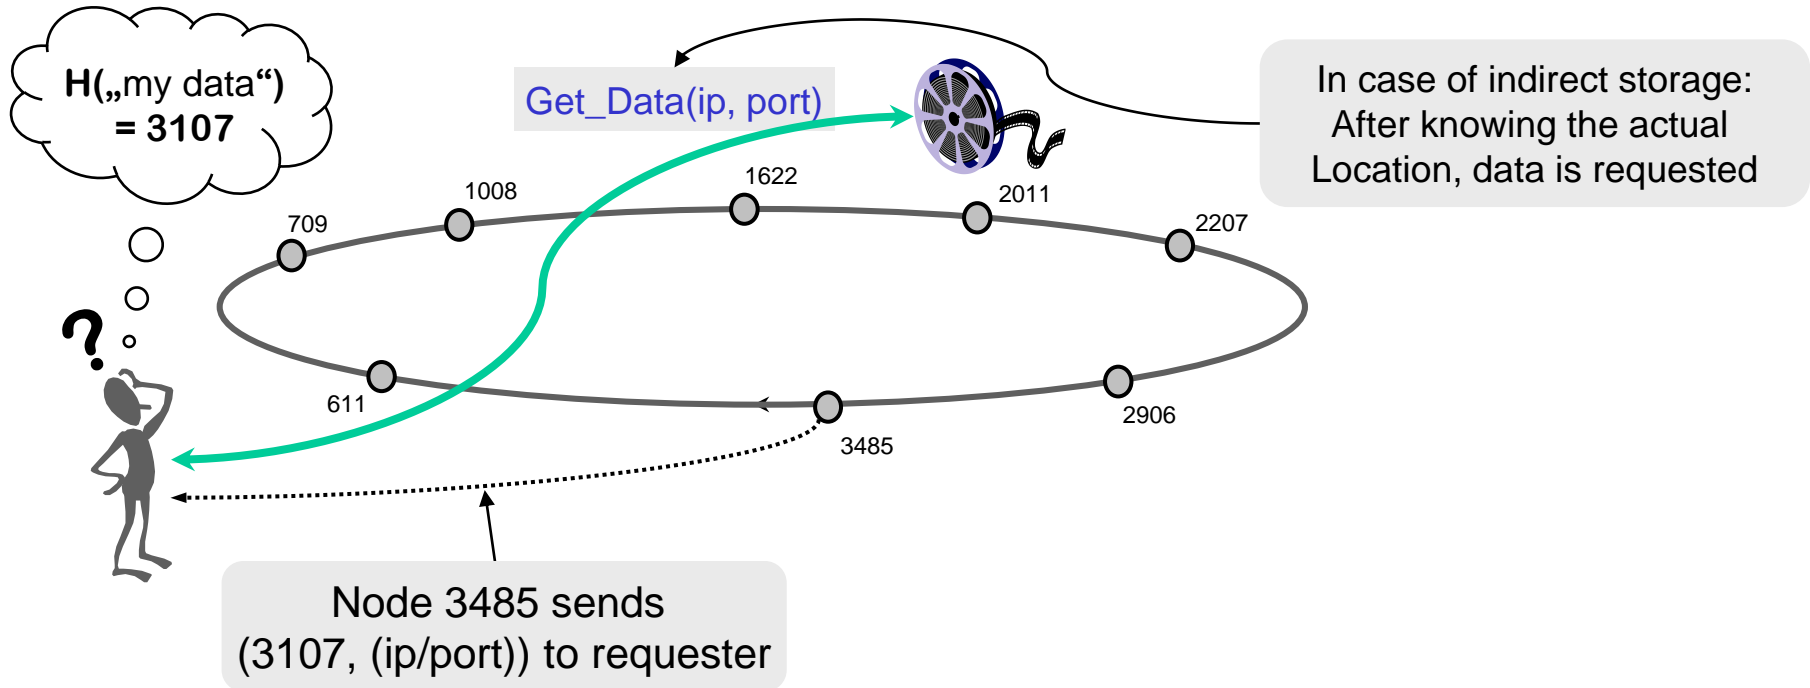 H(„my data“)
= 3107
Get_Data(ip, port)
In case of indirect storage:
After knowing the actual
Location, data is requested
1008
1622
2011
709
2207
611
2906
3485
Node 3485 sends
(3107, (ip/port)) to requester
?